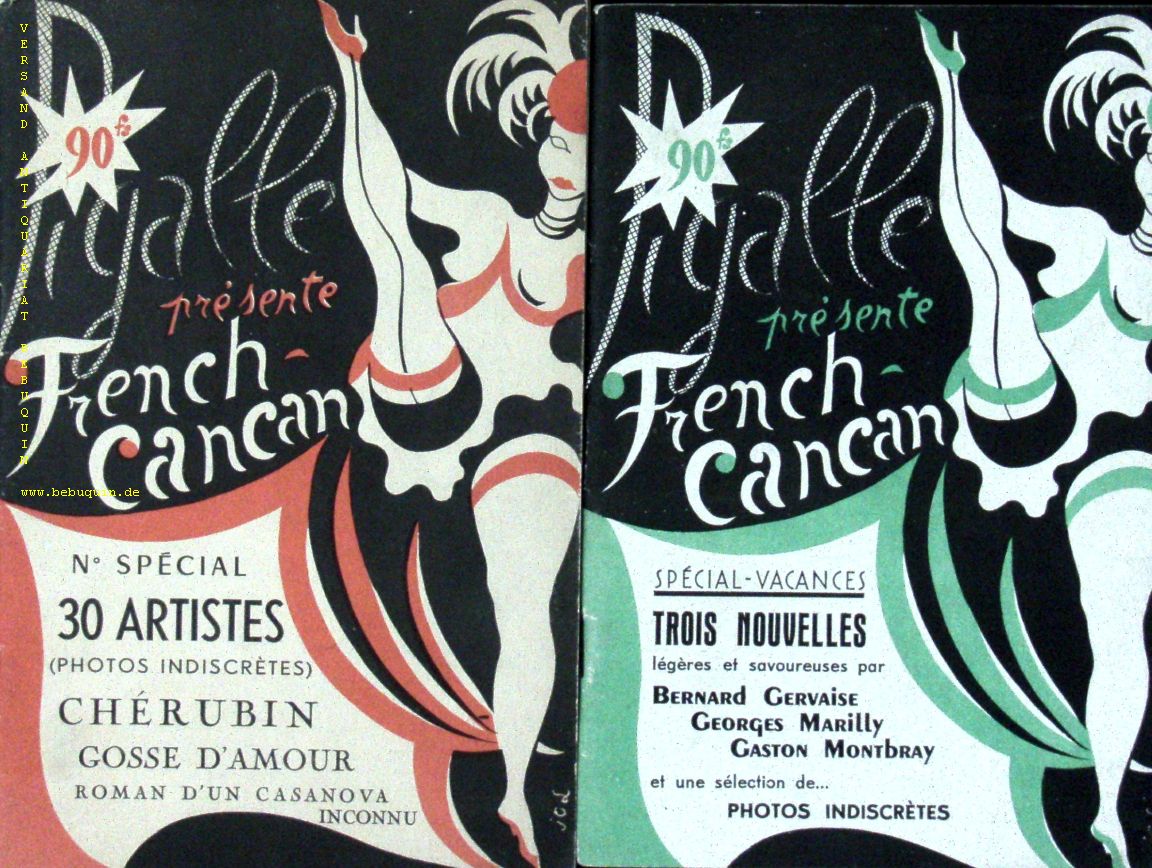 VERSAND ANTIQUARIAT BEBUQUIN
www.bebuquin.de
90 fs
Pigalle
présente
French-
cancan
N° SPÉCIAL
30 ARTISTES
(PHOTOS INDISCRÈTES)
CHÉRUBIN
GOSSE D'AMOUR
ROMAN D'UN CASANOVA
INCONNU
90 fs
Pigalle
présente
French-
cancan
SPÉCIAL-VACANCES
TROIS NOUVELLES
légères et savoureuses par
BERNARD GERVAISE
GEORGES MARILLY
GASTON MONTBRAY
et une sélection de...
PHOTOS INDISCRÈTES